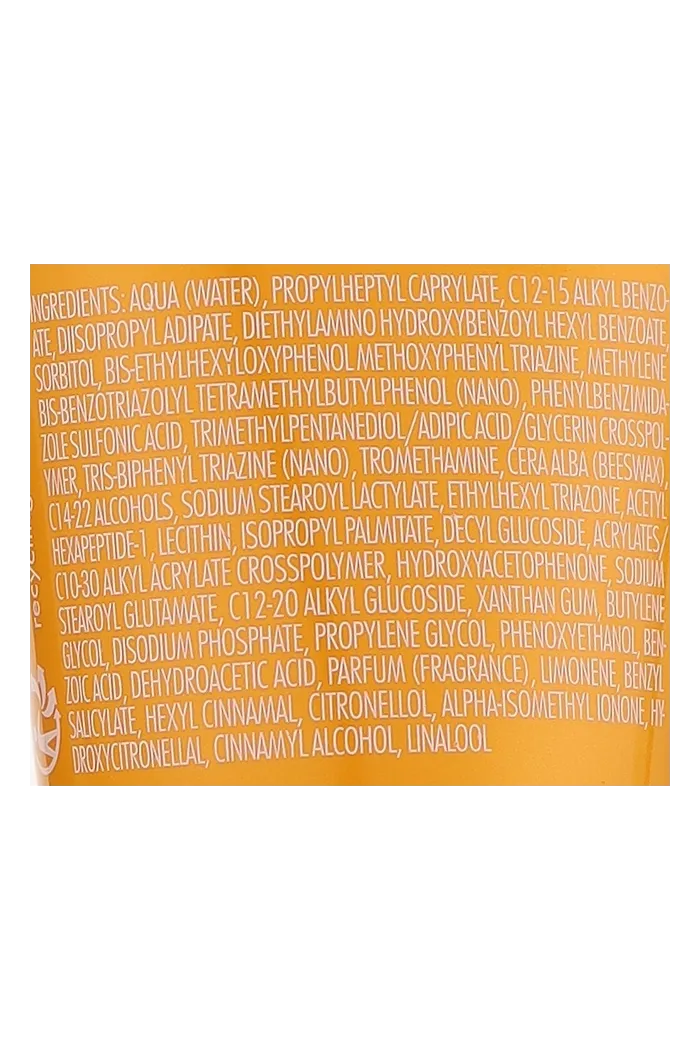 INGREDIENTS: AQUA (WATER), PROPYLHEPTYL CAPRYLATE, C12-15 ALKYL BENZO-
ATE, DIISOPROPYL ADIPATE, DIETHYLAMINO HYDROXYBENZOYL HEXYL BENZOATE,
SORBITOL, BIS-ETHYLHEXYLOXYPHENOL METHOXYPHENYL TRIAZINE, METHYLENE
BIS-BENZOTRIAZOLYL TETRAMETHYLBUTYLPHENOL (NANO), PHENYLBENZIMIDA-
ZOLE SULFONIC ACID, TRIMETHYLPENTANEDIOL/ADIPIC ACID/GLYCERIN CROSSPOL-
YMER, TRIS-BIPHENYL TRIAZINE (NANO), TROMETHAMINE, CERA ALBA (BEESWAX),
C14-22 ALCOHOLS, SODIUM STEAROYL LACTYLATE, ETHYLHEXYL TRIAZONE, ACETYL
HEXAPEPTIDE-1, LECITHIN, ISOPROPYL PALMITATE, DECYL GLUCOSIDE, ACRYLATES/
C10-30 ALKYL ACRYLATE CROSSPOLYMER, HYDROXYACETOPHENONE, SODIUM
STEAROYL GLUTAMATE, C12-20 ALKYL GLUCOSIDE, XANTHAN GUM, BUTYLENE
GLYCOL, DISODIUM PHOSPHATE, PROPYLENE GLYCOL, PHENOXYETHANOL, BEN-
ZOIC ACID, DEHYDROACETIC ACID, PARFUM (FRAGRANCE), LIMONENE, BENZYL
SALICYLATE, HEXYL CINNAMAL, CITRONELLOL, ALPHA-ISOMETHYL IONONE, HY-
DROXYCITRONELLAL, CINNAMYL ALCOHOL, LINALOOL